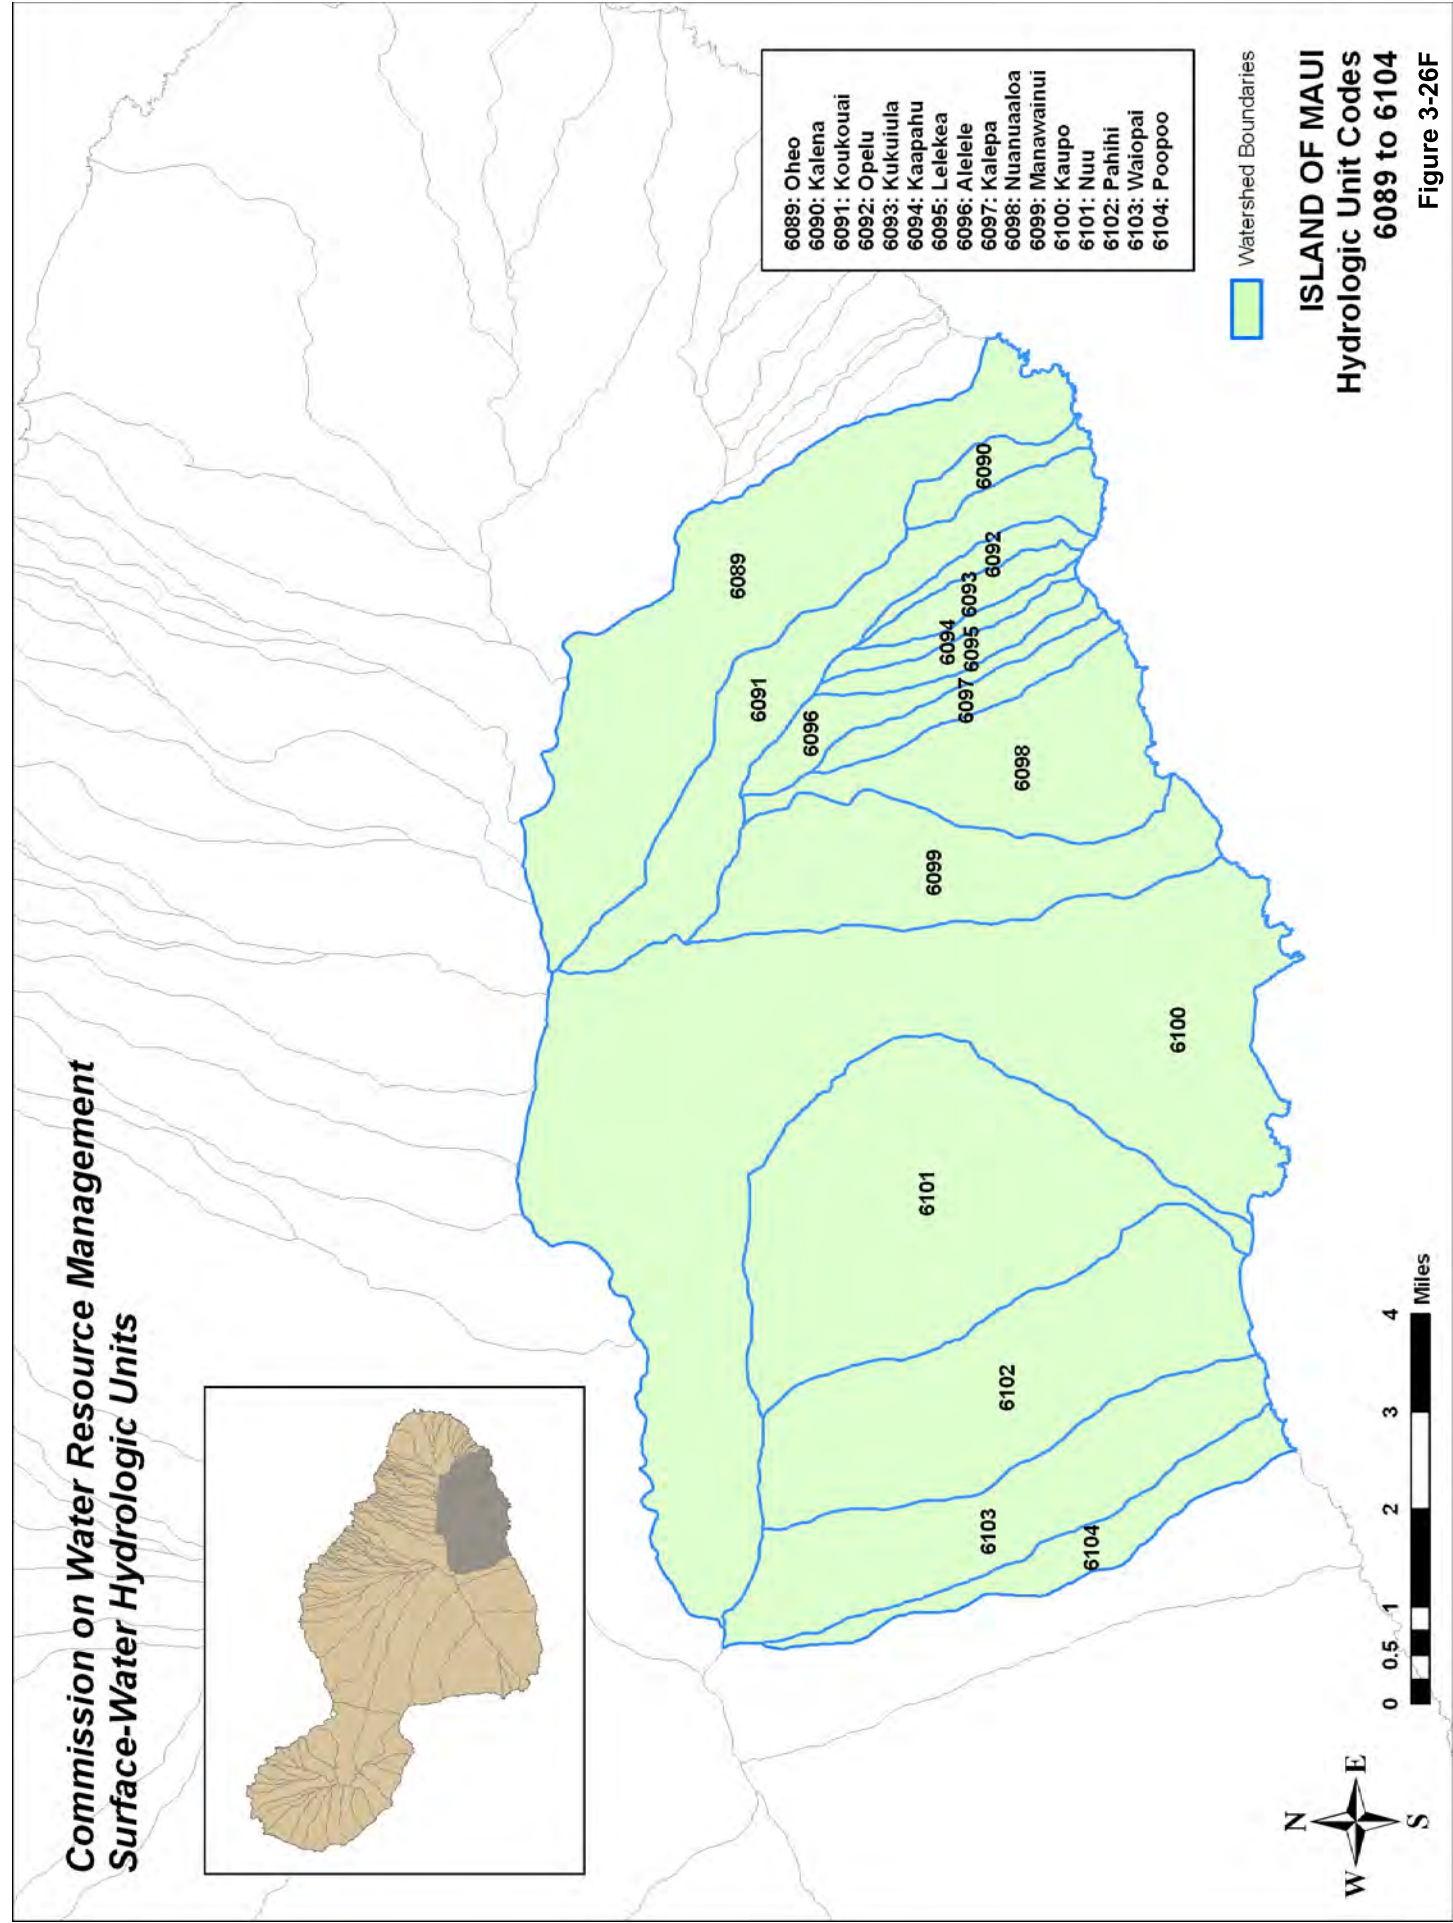 Commission on Water Resource Management
Surface-Water Hydrologic Units
6089
6090
6091
6092
6093
6094
6095
6096
6097
6098
6099
6100
6101
6102
6103
6104
6089: Oheo
6090: Kalena
6091: Koukouai
6092: Opelu
6093: Kukuiula
6094: Kaapahu
6095: Lelekea
6096: Alelele
6097: Kalepa
6098: Nuanuaaloa
6099: Manawainui
6100: Kaupo
6101: Nuu
6102: Pahihi
6103: Waiopai
6104: Poopoo
Watershed Boundaries
N
W
E
S
0 0.5 1 2 3 4
Miles
ISLAND OF MAUI
Hydrologic Unit Codes
6089 to 6104
Figure 3-26F